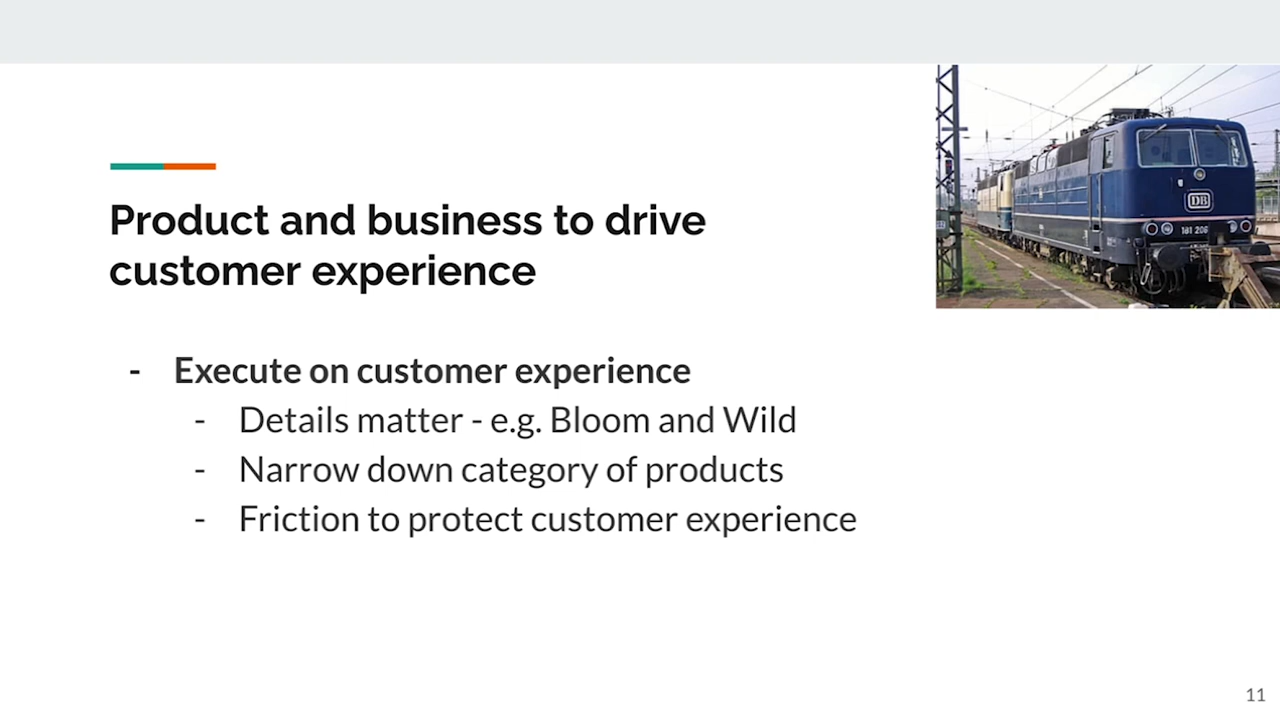 Product and business to drive
customer experience
- Execute on customer experience
- Details matter - e.g. Bloom and Wild
- Narrow down category of products
- Friction to protect customer experience
DB
181 206
11